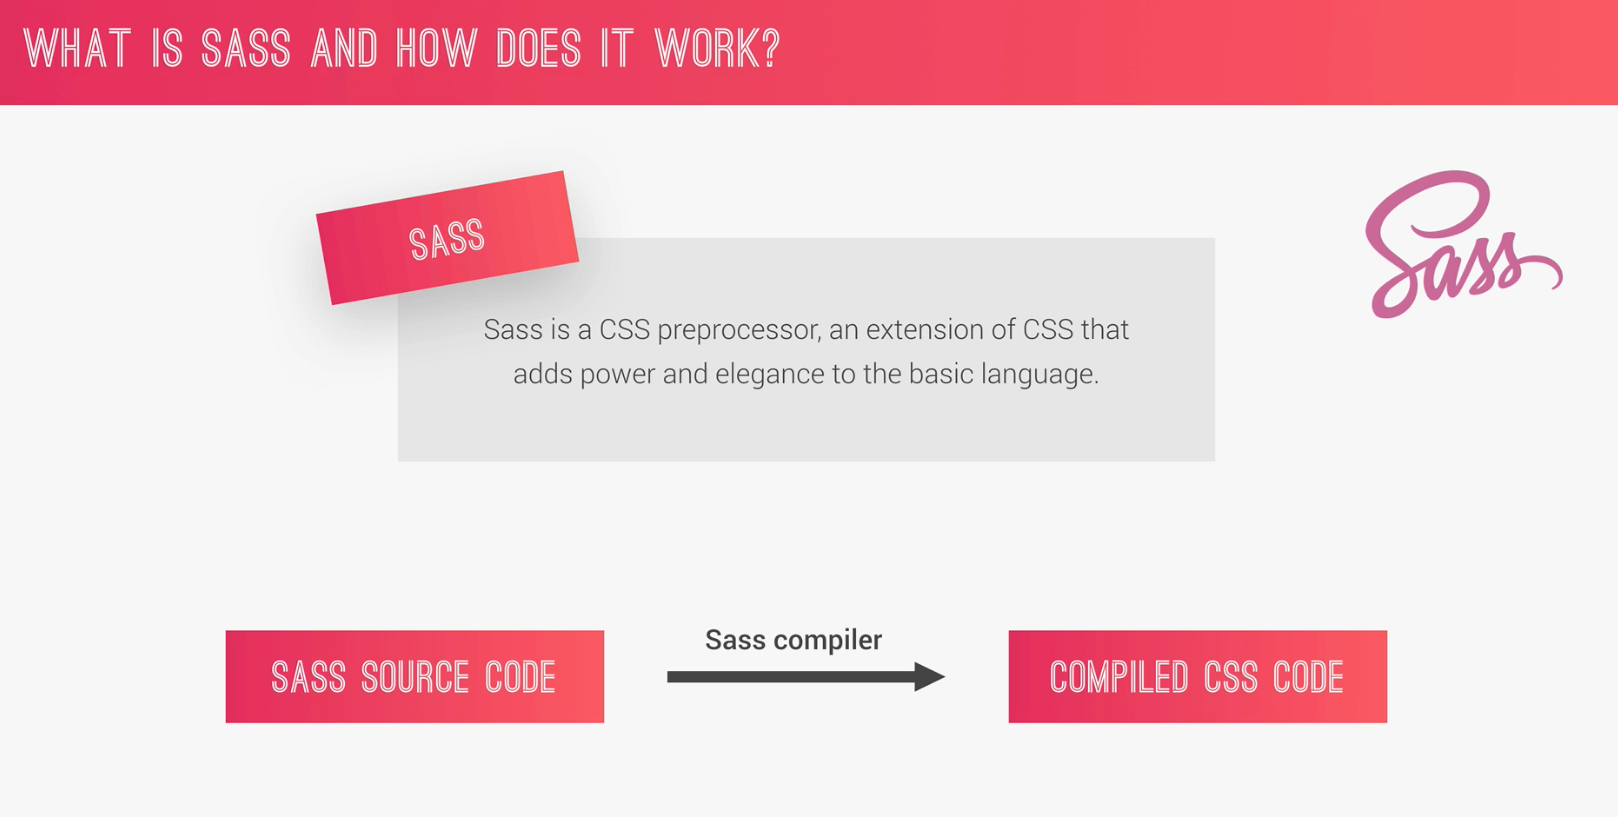 WHAT IS SASS AND HOW DOES IT WORK?
SASS
Sass
Sass is a CSS preprocessor, an extension of CSS that
adds power and elegance to the basic language.
Sass compiler
SASS SOURCE CODE
COMPILED CSS CODE